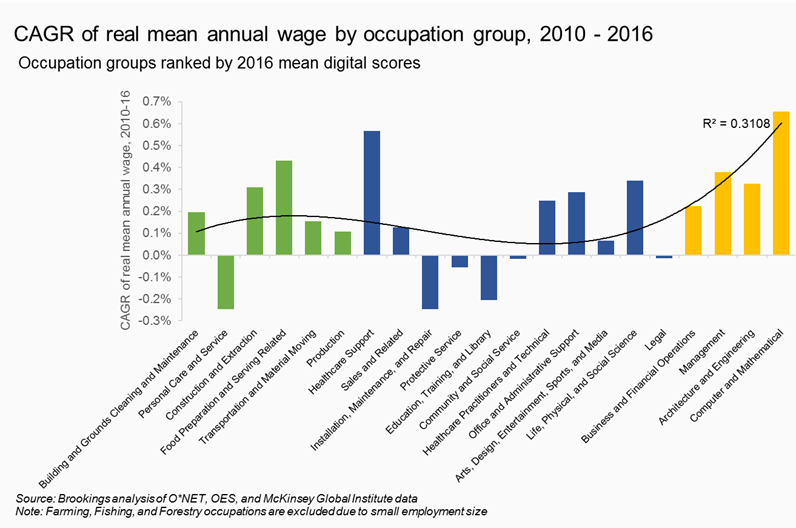 CAGR of real mean annual wage by occupation group, 2010 - 2016
Occupation groups ranked by 2016 mean digital scores
CAGR of real mean annual wage, 2010-16
0.7%
0.6%
0.4%
0.3%
0.2%
0.1%
0.0%
-0.1%
-0.2%
-0.3%
R² = 0.3108
Building and Grounds Cleaning and Maintenance
Personal Care and Service
Construction and Extraction
Food Preparation and Serving Related
Transportation and Material Moving
Production
Healthcare Support
Sales and Related
Installation, Maintenance, and Repair
Protective Service
Education, Training, and Library
Community and Social Service
Healthcare Practitioners and Technical
Office and Administrative Support
Arts, Design, Entertainment, Sports, and Media
Life, Physical, and Social Science
Legal
Business and Financial Operations
Management
Architecture and Engineering
Computer and Mathematical
Source: Brookings analysis of O*NET, OES, and McKinsey Global Institute data
Note: Farming, Fishing, and Forestry occupations are excluded due to small employment size